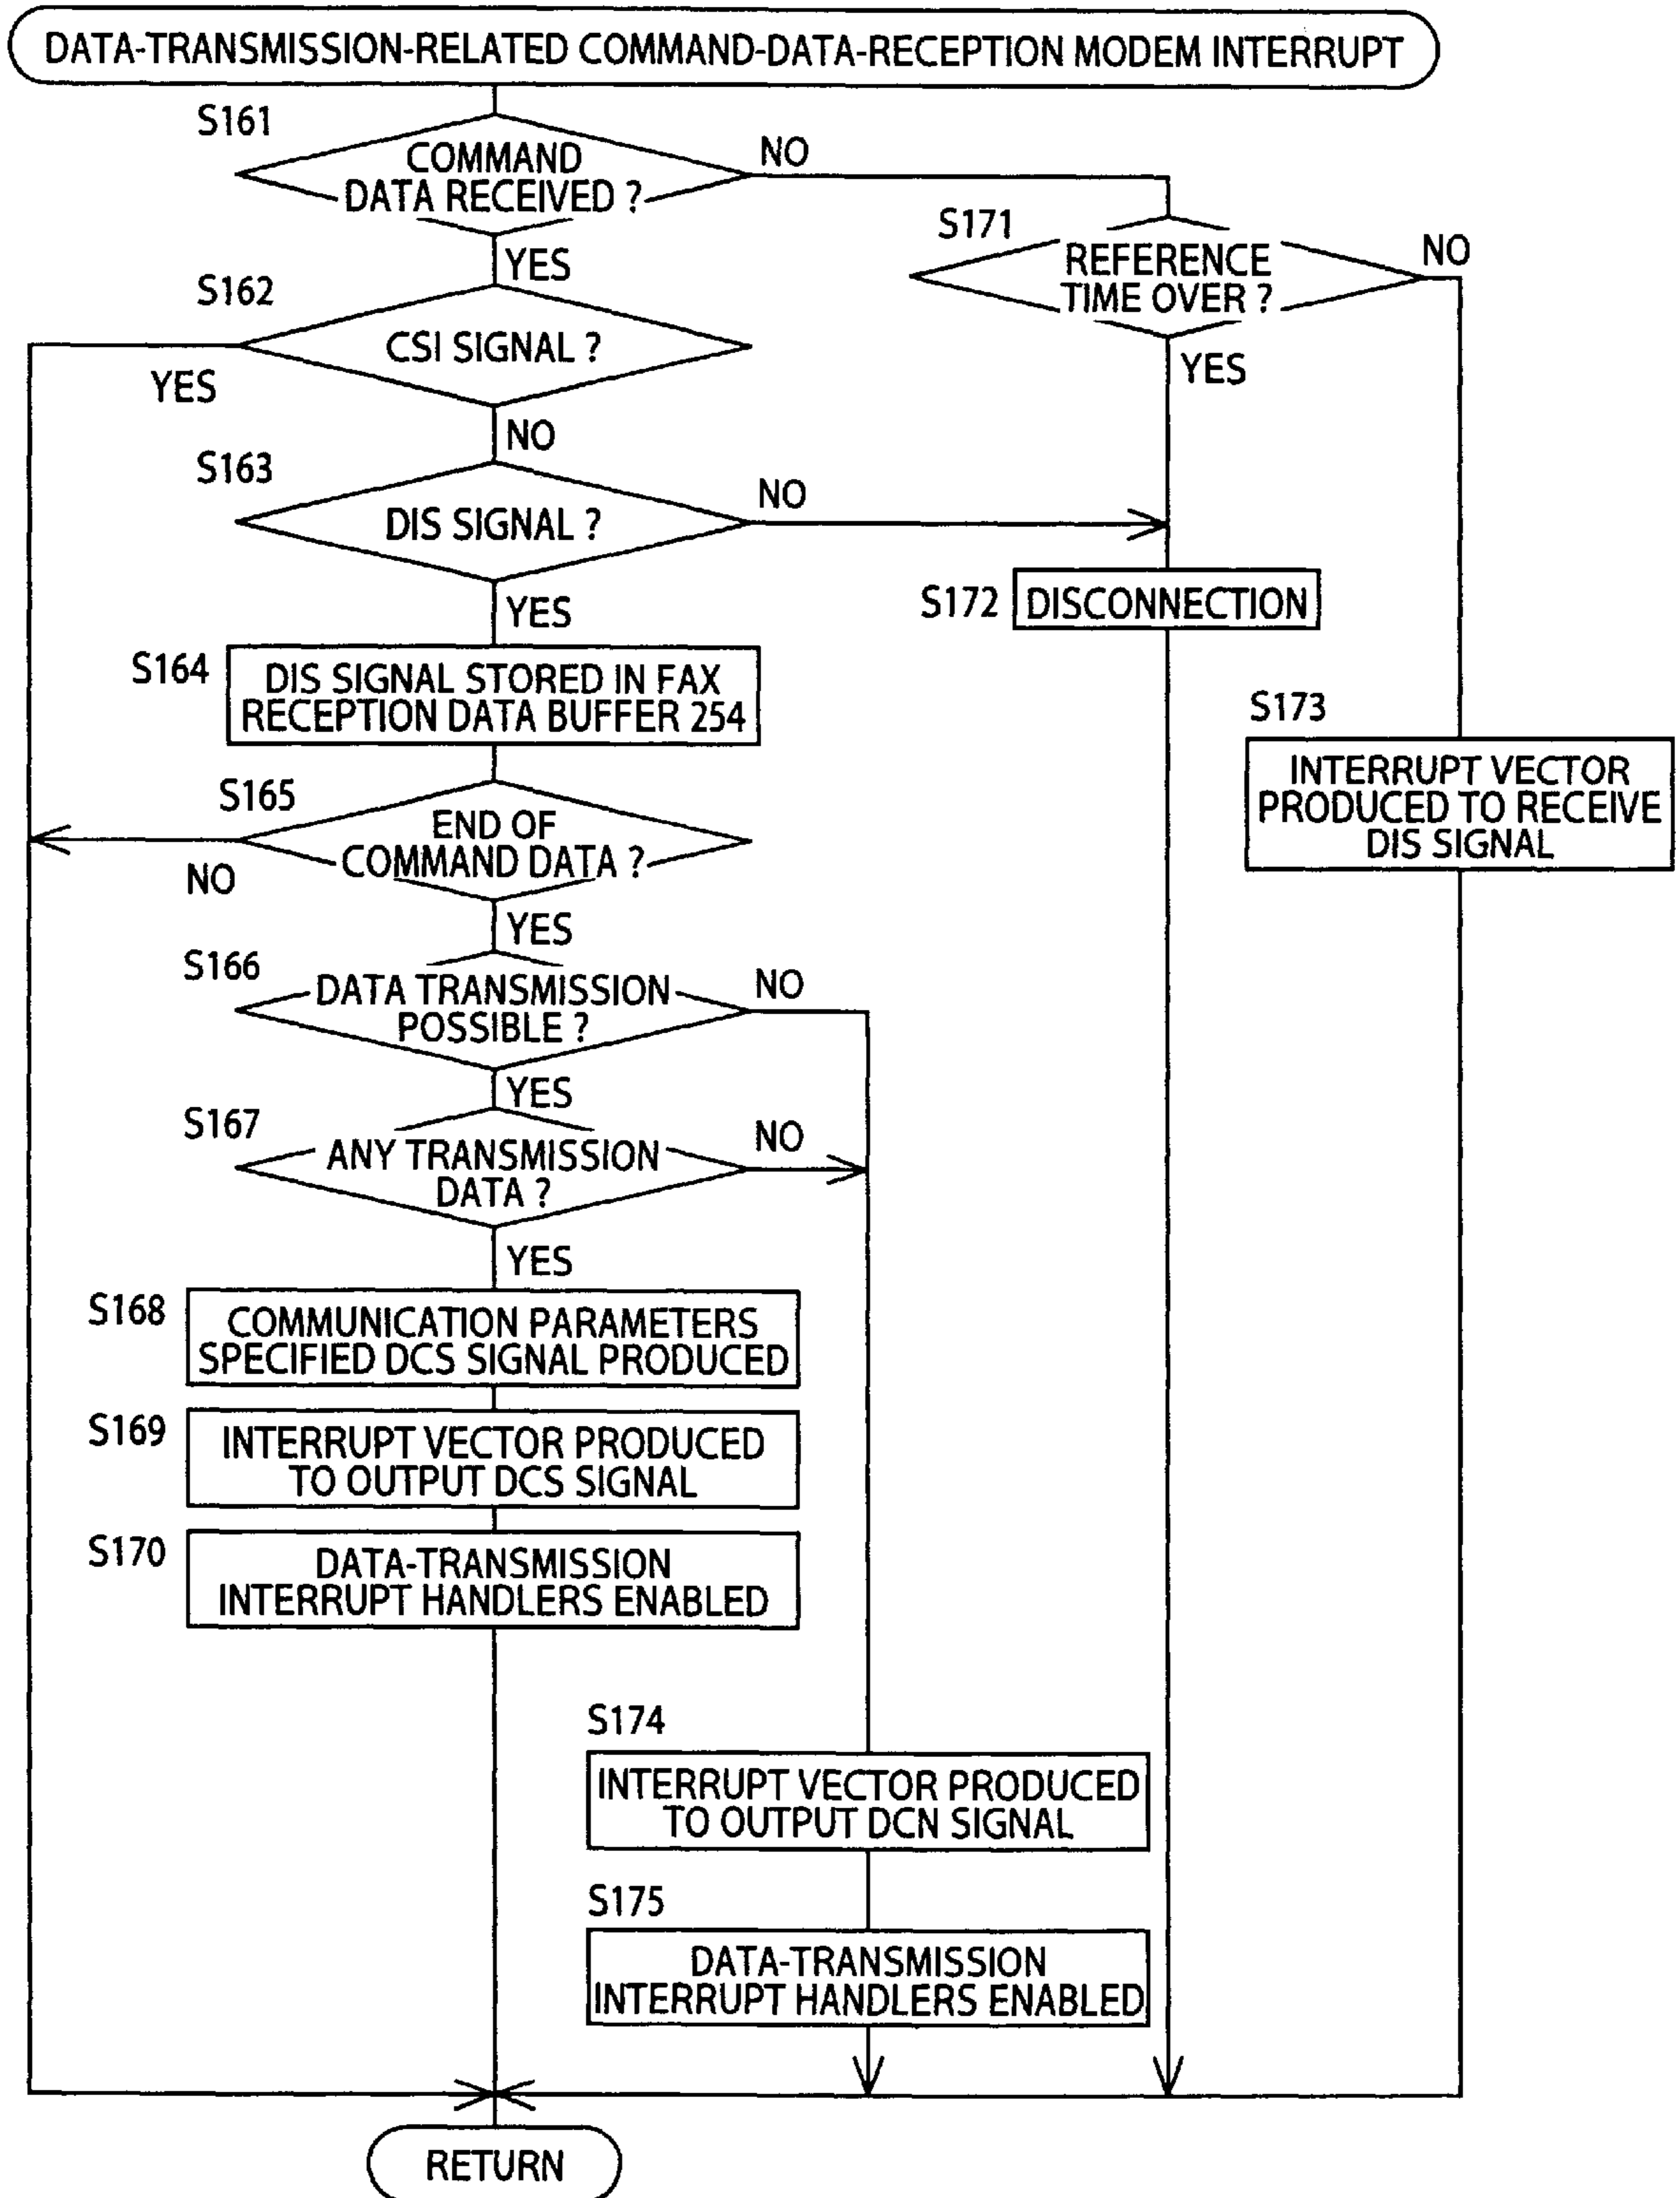 DATA-TRANSMISSION-RELATED COMMAND-DATA-RECEPTION MODEM INTERRUPT
S161
COMMAND
DATA RECEIVED ?
NO
YES
S171
REFERENCE
TIME OVER ?
NO
YES
S162
CSI SIGNAL ?
YES
NO
S163
DIS SIGNAL ?
NO
YES
S172
DISCONNECTION
S164
DIS SIGNAL STORED IN FAX
RECEPTION DATA BUFFER 254
S173
INTERRUPT VECTOR
PRODUCED TO RECEIVE
DIS SIGNAL
S165
END OF
COMMAND DATA ?
NO
YES
S166
DATA TRANSMISSION
POSSIBLE ?
NO
YES
S167
ANY TRANSMISSION
DATA ?
NO
YES
S168
COMMUNICATION PARAMETERS
SPECIFIED DCS SIGNAL PRODUCED
S169
INTERRUPT VECTOR PRODUCED
TO OUTPUT DCS SIGNAL
S170
DATA-TRANSMISSION
INTERRUPT HANDLERS ENABLED
S174
INTERRUPT VECTOR PRODUCED
TO OUTPUT DCN SIGNAL
S175
DATA-TRANSMISSION
INTERRUPT HANDLERS ENABLED
RETURN